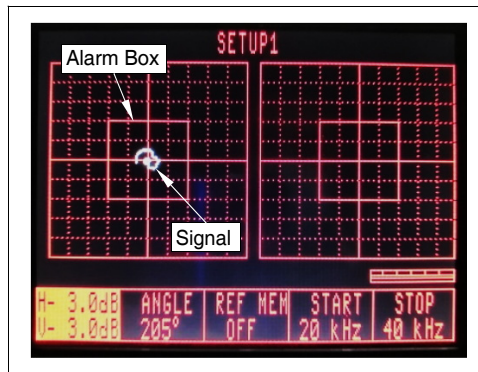 SETUP1
Alarm Box
Signal
H- 3.0dB ANGLE REF MEM START STOP
V- 3.0dB 205° OFF 20 kHz 40 kHz